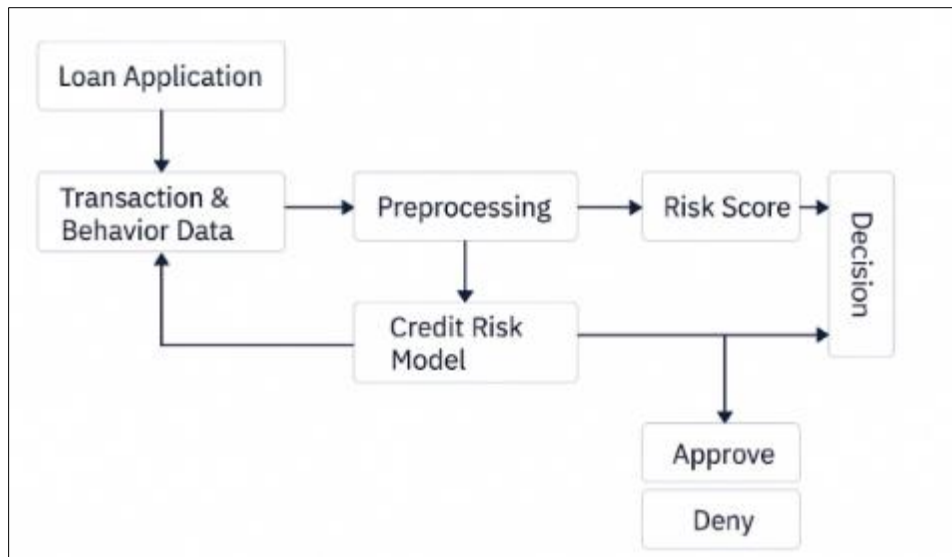 Loan Application
Transaction &
Behavior Data
Preprocessing
Risk Score
Decision
Credit Risk
Model
Approve
Deny